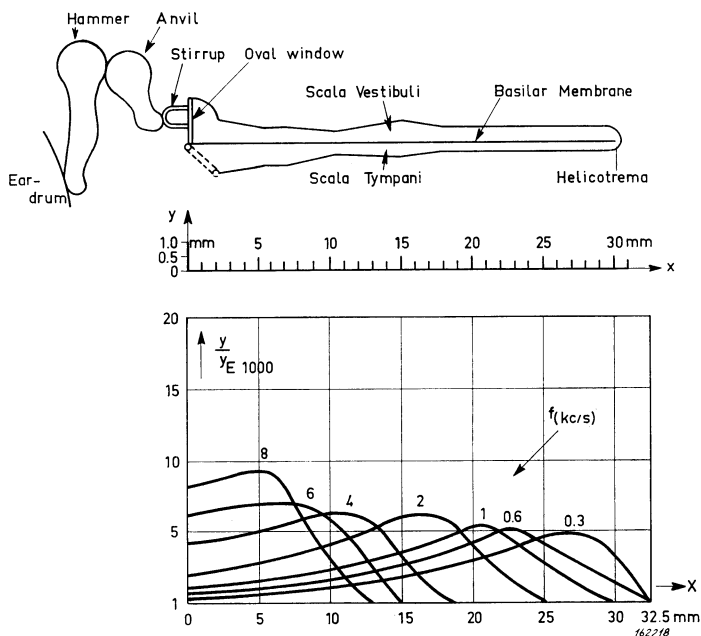 Hammer Anvil
Stirrup Oval window
Scala Vestibuli Basilar Membrane
Ear-
drum
Scala Tympani Helicotrema
y
1.0 mm 5 10 15 20 25 30 mm
0.5
0 x
20
y
yE 1000
15
f(kc/s)
10
8
6 4 2 1 0.6 0.3
5
1 X
0 5 10 15 20 25 30 32.5 mm
162218